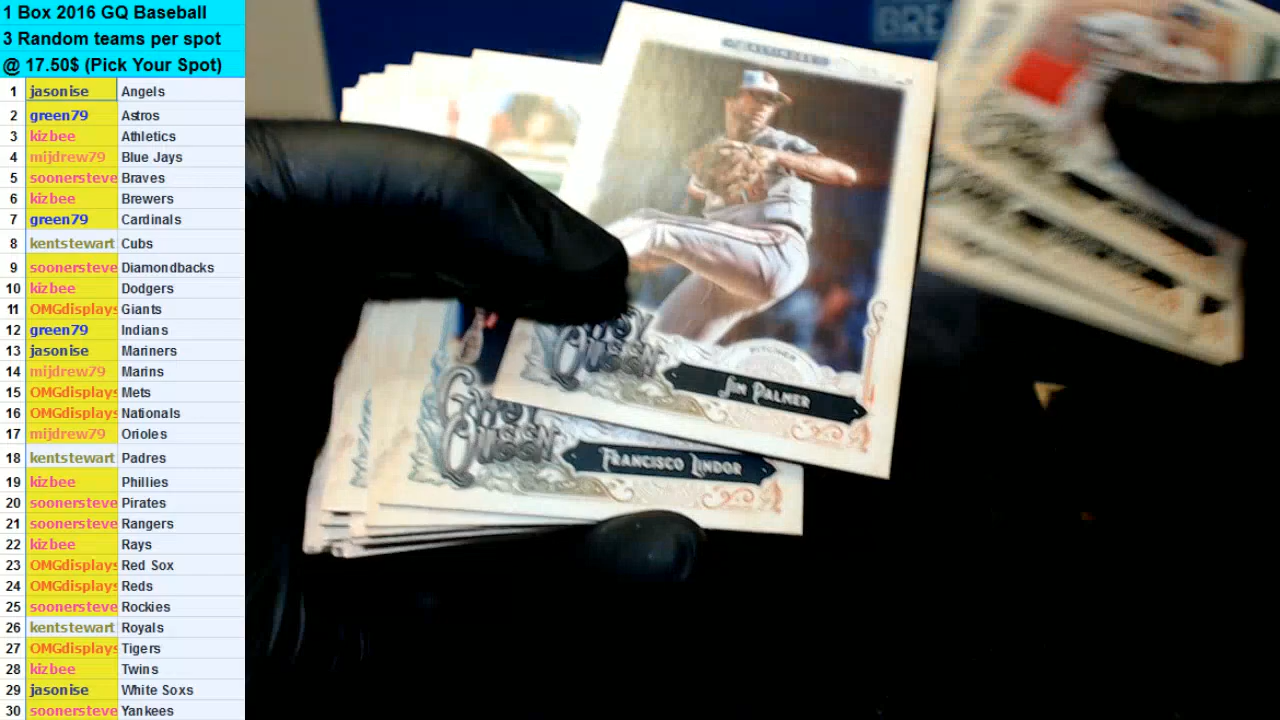 1 Box 2016 GQ Baseball
3 Random teams per spot
@ 17.50$ (Pick Your Spot)
1 jasonise Angels
2 green79 Astros
3 kizbee Athletics
4 mijdrew79 Blue Jays
5 soonersteve Braves
6 kizbee Brewers
7 green79 Cardinals
8 kentstewart Cubs
9 soonersteve Diamondbacks
10 kizbee Dodgers
11 OMGdisplays Giants
12 green79 Indians
13 jasonise Mariners
14 mijdrew79 Marins
15 OMGdisplays Mets
16 OMGdisplays Nationals
17 mijdrew79 Orioles
18 kentstewart Padres
19 kizbee Phillies
20 soonersteve Pirates
21 soonersteve Rangers
22 kizbee Rays
23 OMGdisplays Red Sox
24 OMGdisplays Reds
25 soonersteve Rockies
26 kentstewart Royals
27 OMGdisplays Tigers
28 kizbee Twins
29 jasonise White Soxs
30 soonersteve Yankees
BRE
Queen
Pitcher
Jim Palmer
Gypsy
Queen
Francisco Lindor